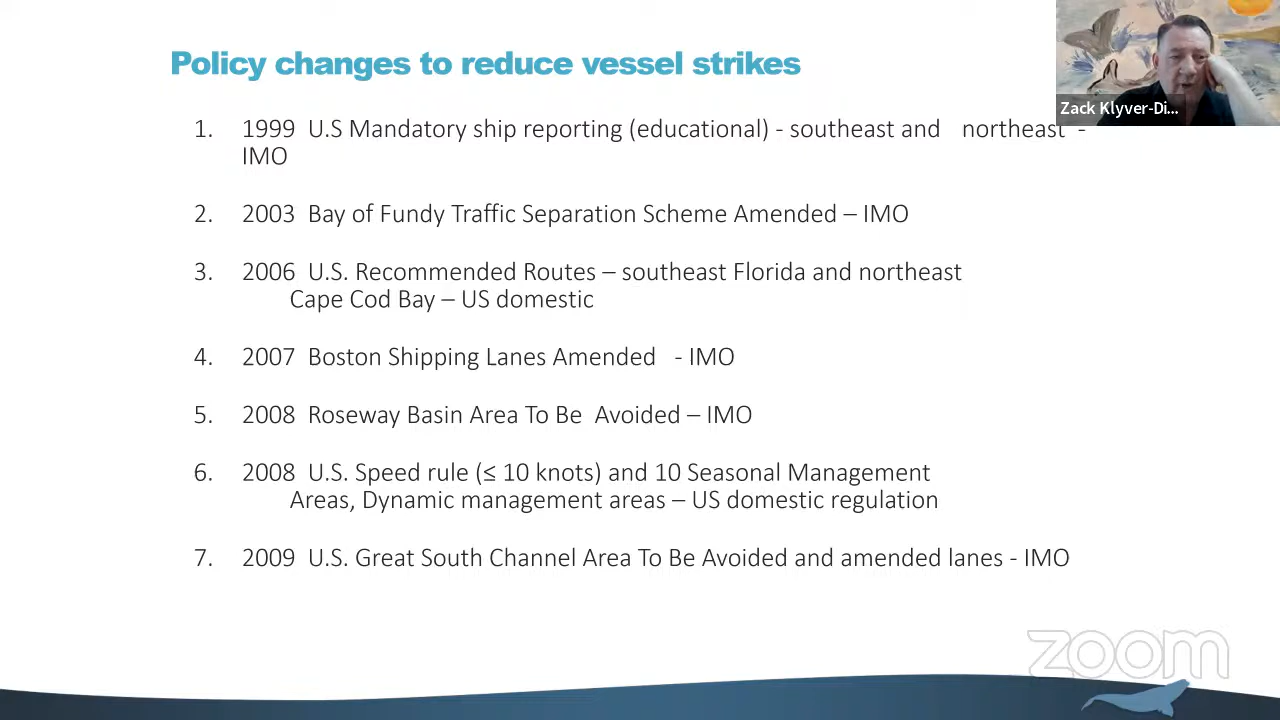 Policy changes to reduce vessel strikes
Zack Klyver-Di...
1. 1999 U.S Mandatory ship reporting (educational) - southeast and northeast -
IMO
2. 2003 Bay of Fundy Traffic Separation Scheme Amended – IMO
3. 2006 U.S. Recommended Routes – southeast Florida and northeast
Cape Cod Bay – US domestic
4. 2007 Boston Shipping Lanes Amended - IMO
5. 2008 Roseway Basin Area To Be Avoided – IMO
6. 2008 U.S. Speed rule (≤ 10 knots) and 10 Seasonal Management
Areas, Dynamic management areas – US domestic regulation
7. 2009 U.S. Great South Channel Area To Be Avoided and amended lanes - IMO
zoom